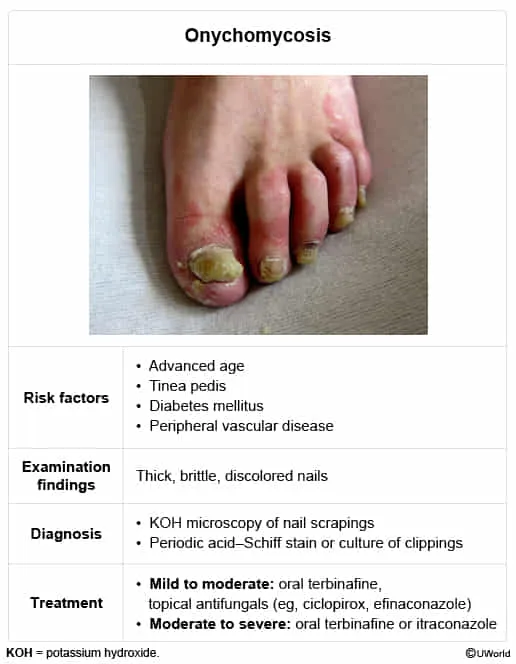 Onychomycosis
Risk factors
• Advanced age
• Tinea pedis
• Diabetes mellitus
• Peripheral vascular disease
Examination
findings
Thick, brittle, discolored nails
Diagnosis
• KOH microscopy of nail scrapings
• Periodic acid–Schiff stain or culture of clippings
Treatment
• Mild to moderate: oral terbinafine,
topical antifungals (eg, ciclopirox, efinaconazole)
• Moderate to severe: oral terbinafine or itraconazole
KOH = potassium hydroxide.
©UWorld